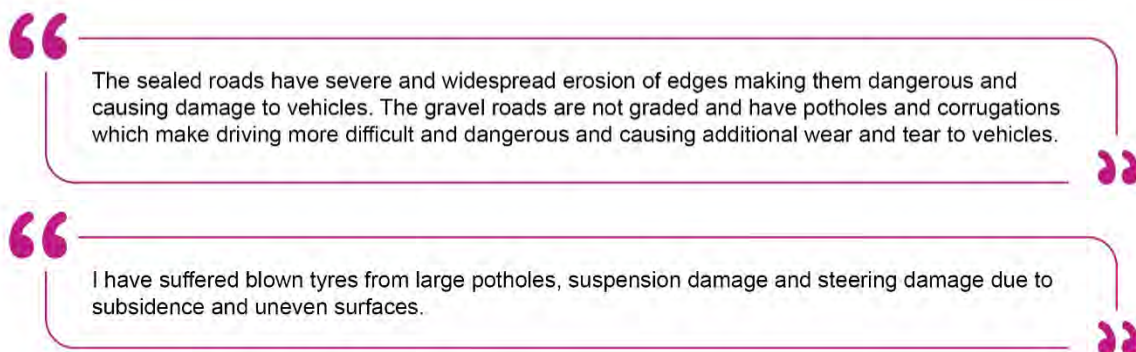 The sealed roads have severe and widespread erosion of edges making them dangerous and
causing damage to vehicles. The gravel roads are not graded and have potholes and corrugations
which make driving more difficult and dangerous and causing additional wear and tear to vehicles.
I have suffered blown tyres from large potholes, suspension damage and steering damage due to
subsidence and uneven surfaces.